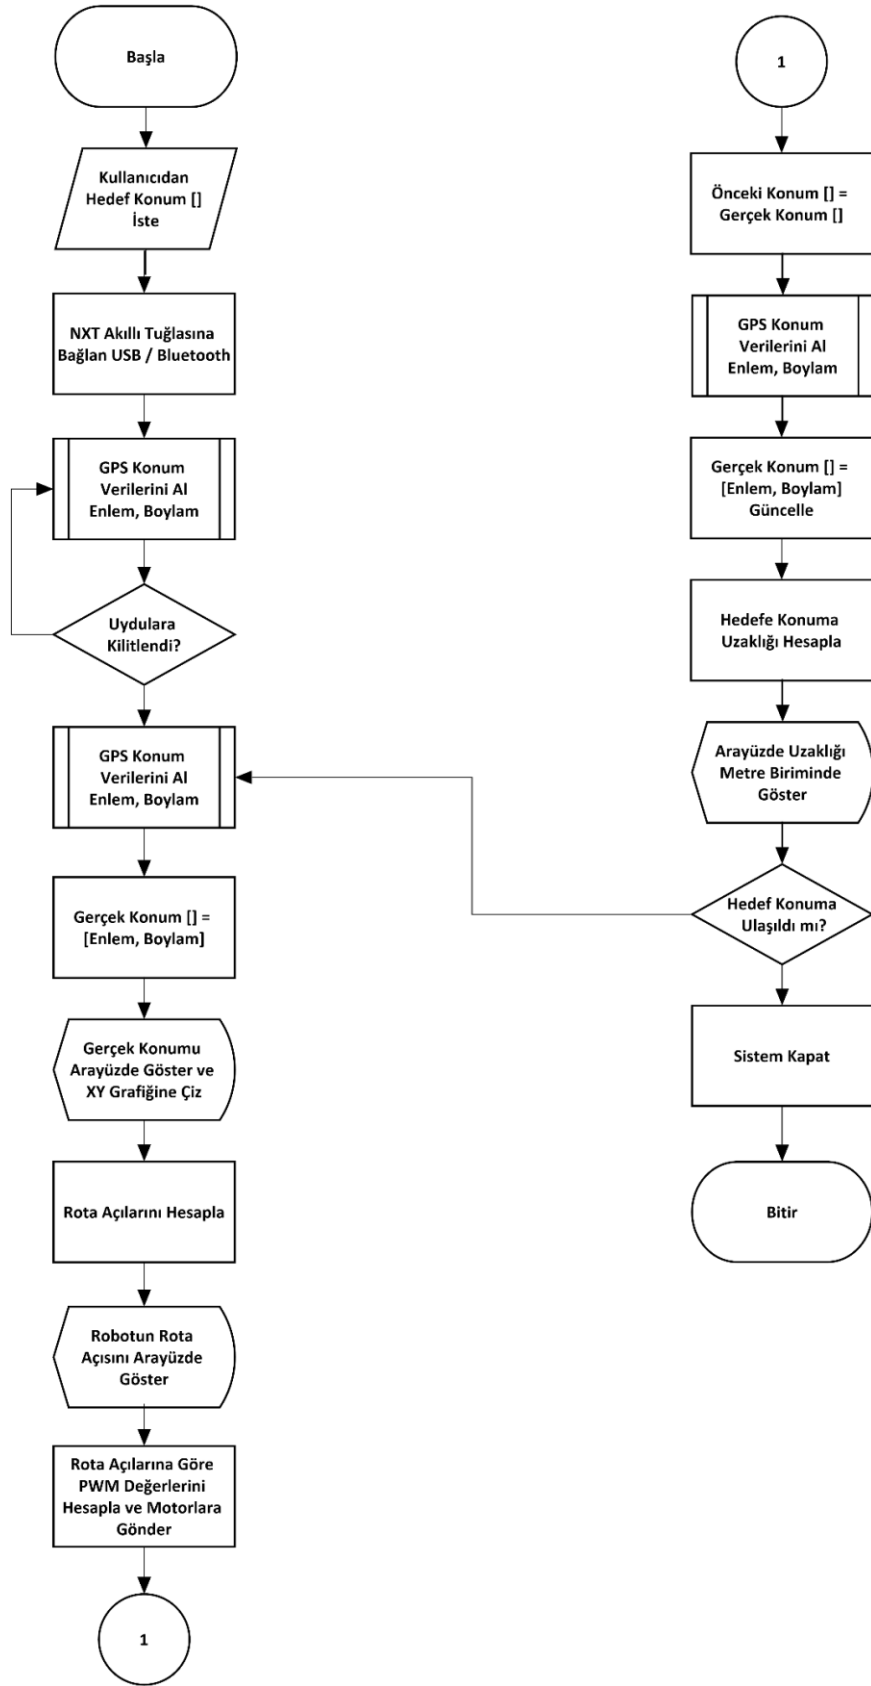 Başla
Kullanıcıdan
Hedef Konum []
İste
NXT Akıllı Tuğlasına
Bağlan USB / Bluetooth
GPS Konum
Verilerini Al
Enlem, Boylam
Uydulara
Kilitlendi?
GPS Konum
Verilerini Al
Enlem, Boylam
Gerçek Konum [] =
[Enlem, Boylam]
Gerçek Konumu
Arayüzde Göster ve
XY Grafiğine Çiz
Rota Açılarını Hesapla
Robotun Rota
Açısını Arayüzde
Göster
Rota Açılarına Göre
PWM Değerlerini
Hesapla ve Motorlara
Gönder
1
1
Önceki Konum [] =
Gerçek Konum []
GPS Konum
Verilerini Al
Enlem, Boylam
Gerçek Konum [] =
[Enlem, Boylam]
Güncelle
Hedefe Konuma
Uzaklığı Hesapla
Arayüzde Uzaklığı
Metre Biriminde
Göster
Hedef Konuma
Ulaşıldı mı?
Sistem Kapat
Bitir